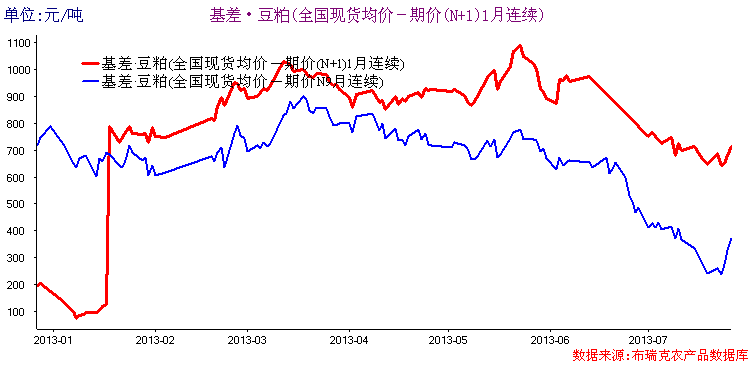 单位:元/吨
基差·豆粕(全国现货均价－期价(N+1)1月连续)
基差·豆粕(全国现货均价－期价(N+1)1月连续)
基差·豆粕(全国现货均价－期价N9月连续)
1100
1000
900
800
700
600
500
400
300
200
100
2013-01 2013-02 2013-03 2013-04 2013-05 2013-06 2013-07
数据来源:布瑞克农产品数据库